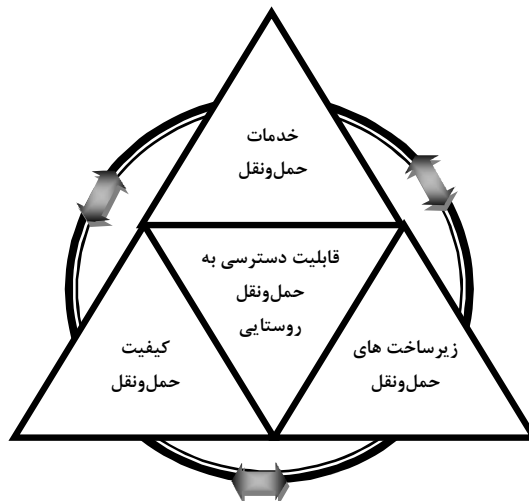 خدمات
حمل‌ونقل
قابلیت دسترسی به
حمل‌ونقل
روستایی
زیرساخت های
حمل‌ونقل
کیفیت
حمل‌ونقل